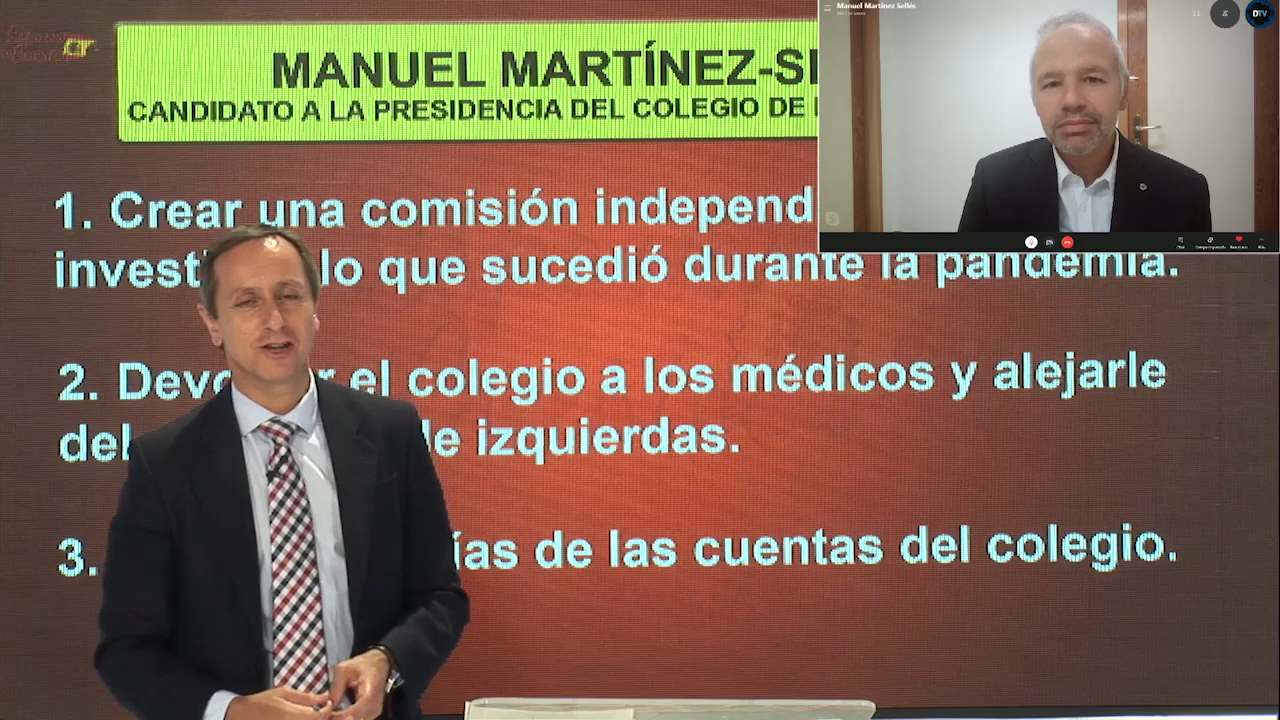 MANUEL MARTÍNEZ-S
CANDIDATO A LA PRESIDENCIA DEL COLEGIO DE
1. Crear una comisión independ
investi lo que sucedió durante la pandemia.
2. Devo r el colegio a los médicos y alejarle
del de izquierdas.
3. ías de las cuentas del colegio.
Manuel Martínez Sellés
DTV